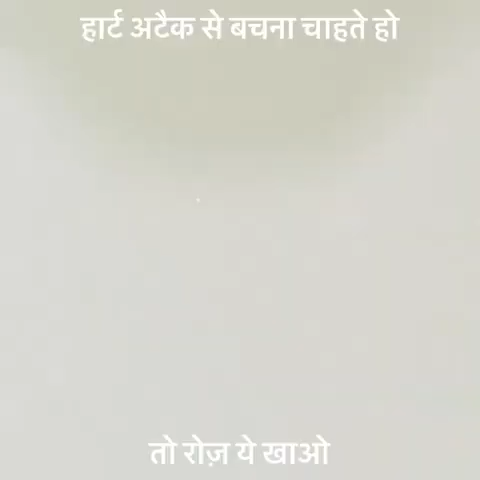 हार्ट अटैक से बचना चाहते हो
तो रोज़ ये खाओ